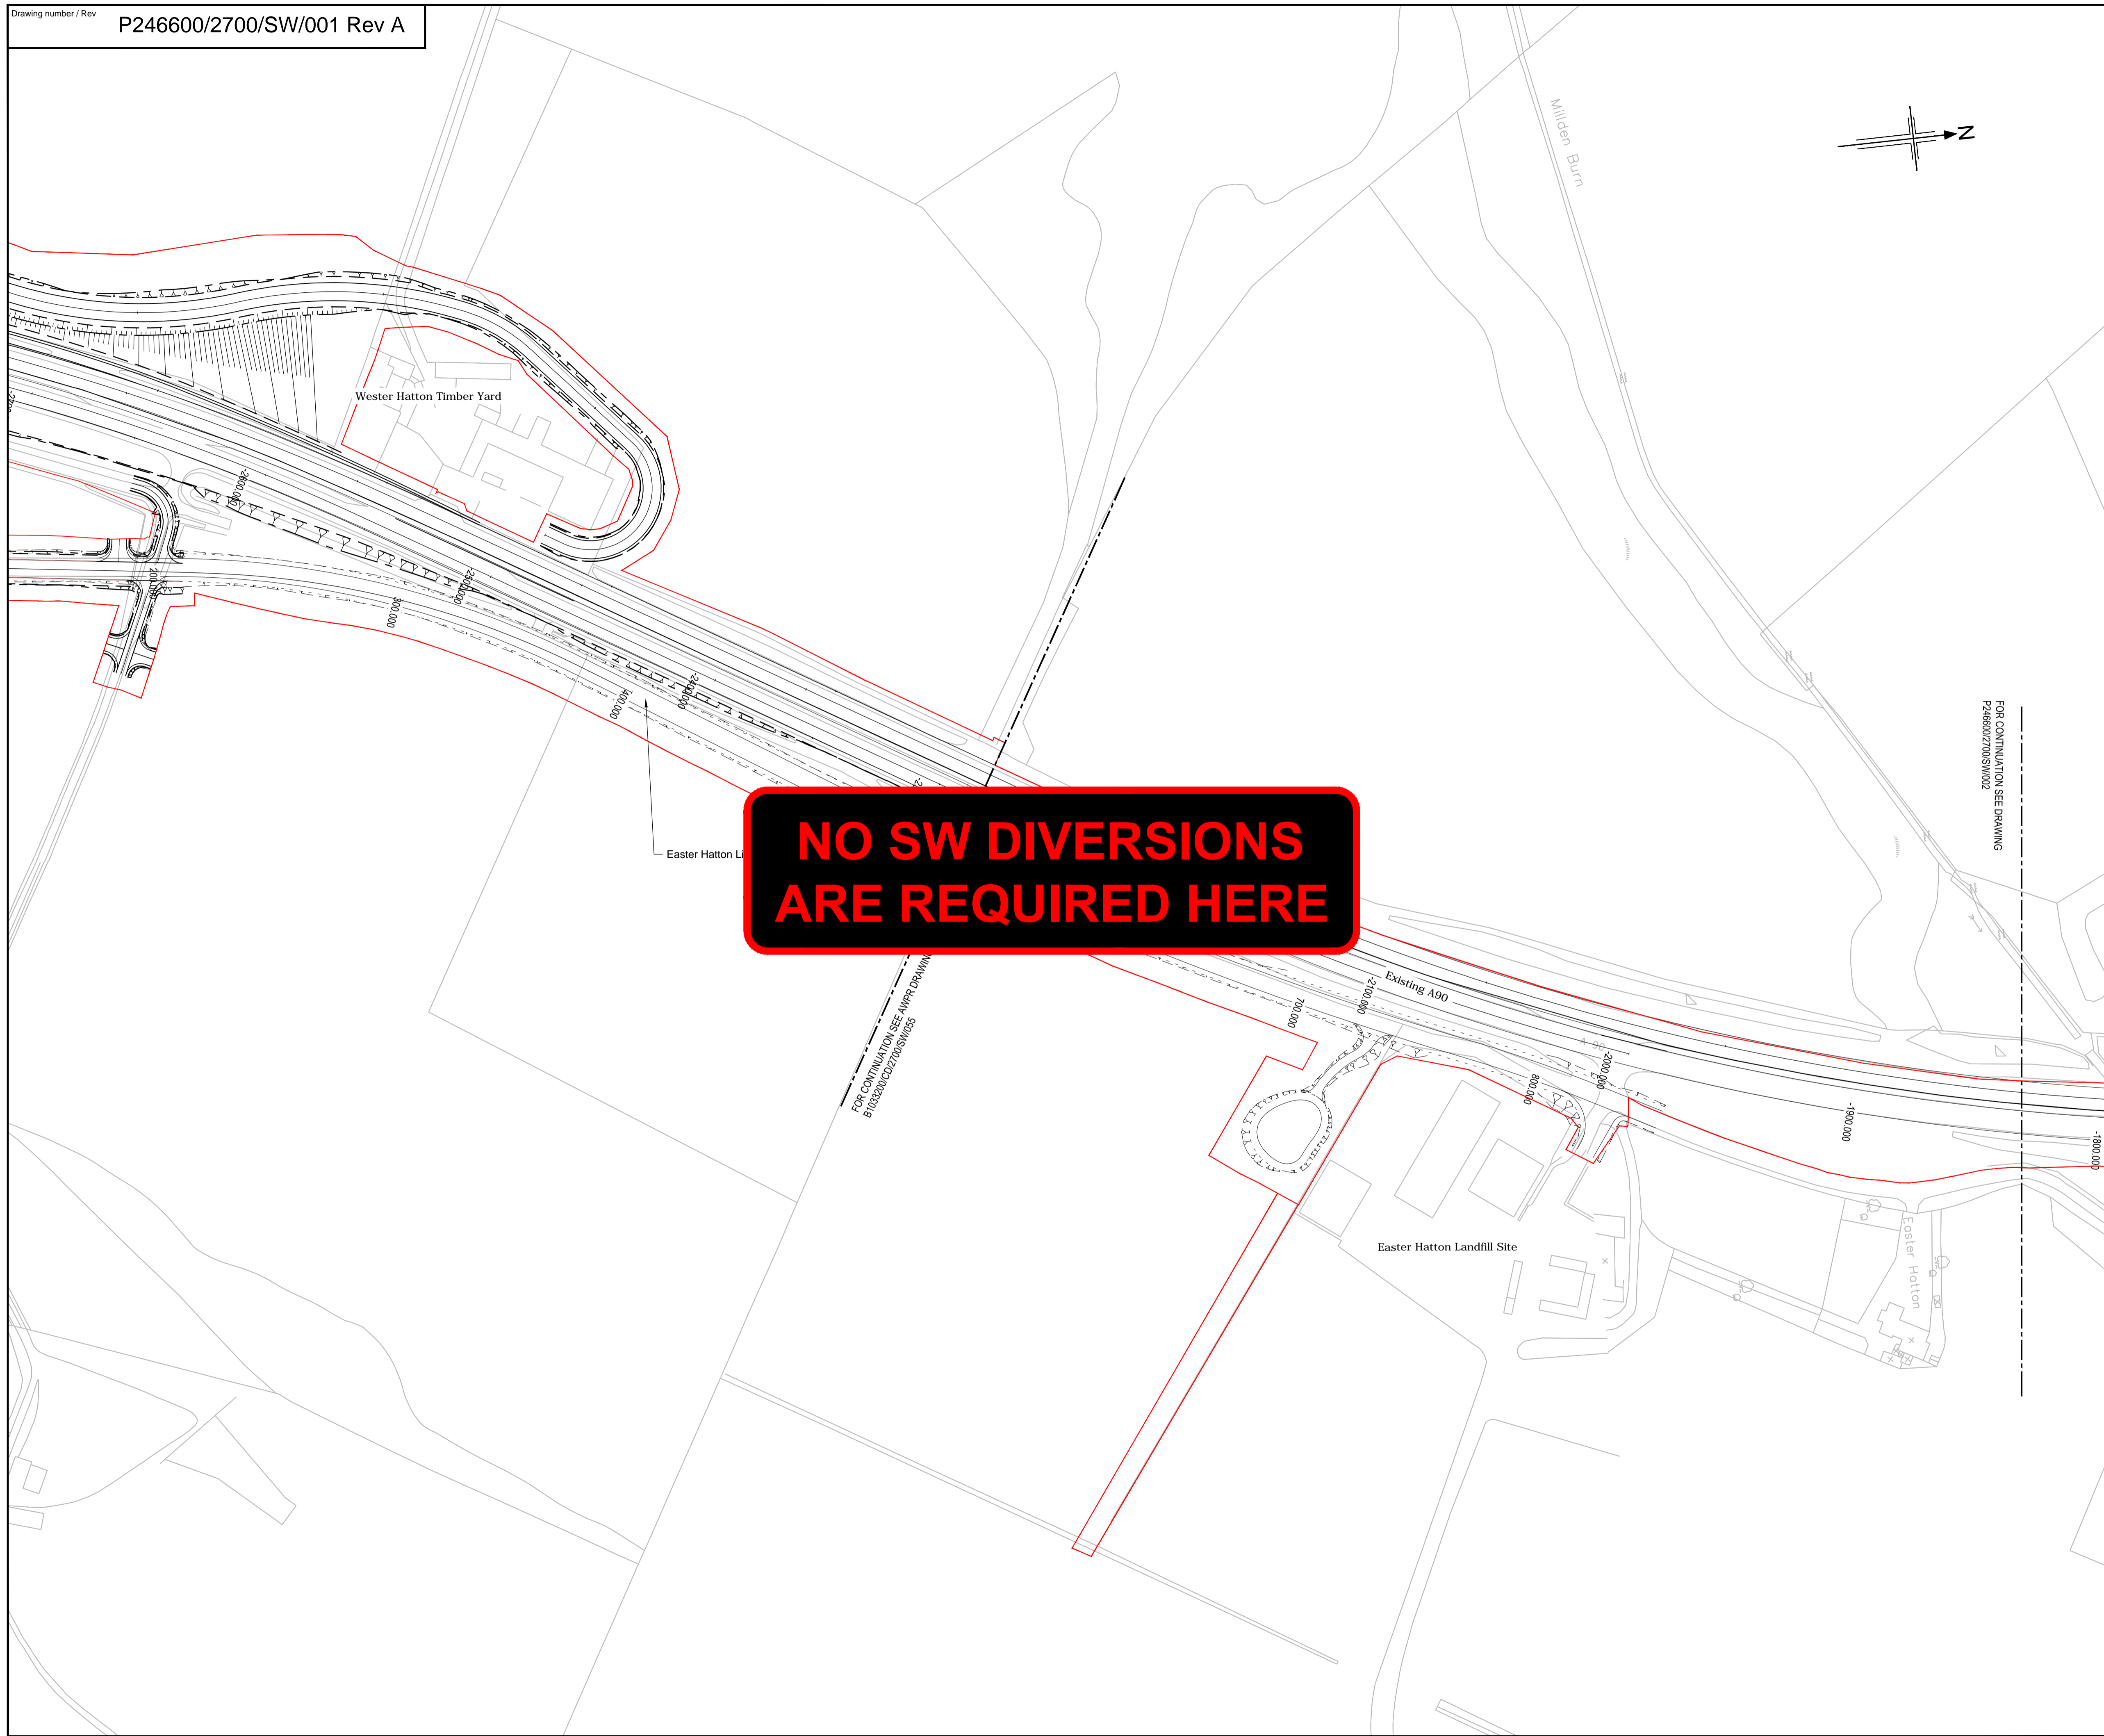 Drawing number / Rev
P246600/2700/SW/001 Rev A
Millden Burn
N
Wester Hatton Timber Yard
-2600.000
-2500.000
200.000
300.000
-2400.000
400.000
FOR CONTINUATION SEE DRAWING
P246600/2700/SW/002
NO SW DIVERSIONS
ARE REQUIRED HERE
Easter Hatton
FOR CONTINUATION SEE AWPR DRAWING
B1033200/CD/2700/SW/055
Existing A90
-2100.000
700.000
A 90
-2000.000
800.000
-1900.000
-1800.000
Easter Hatton Landfill Site
Easter Hatton